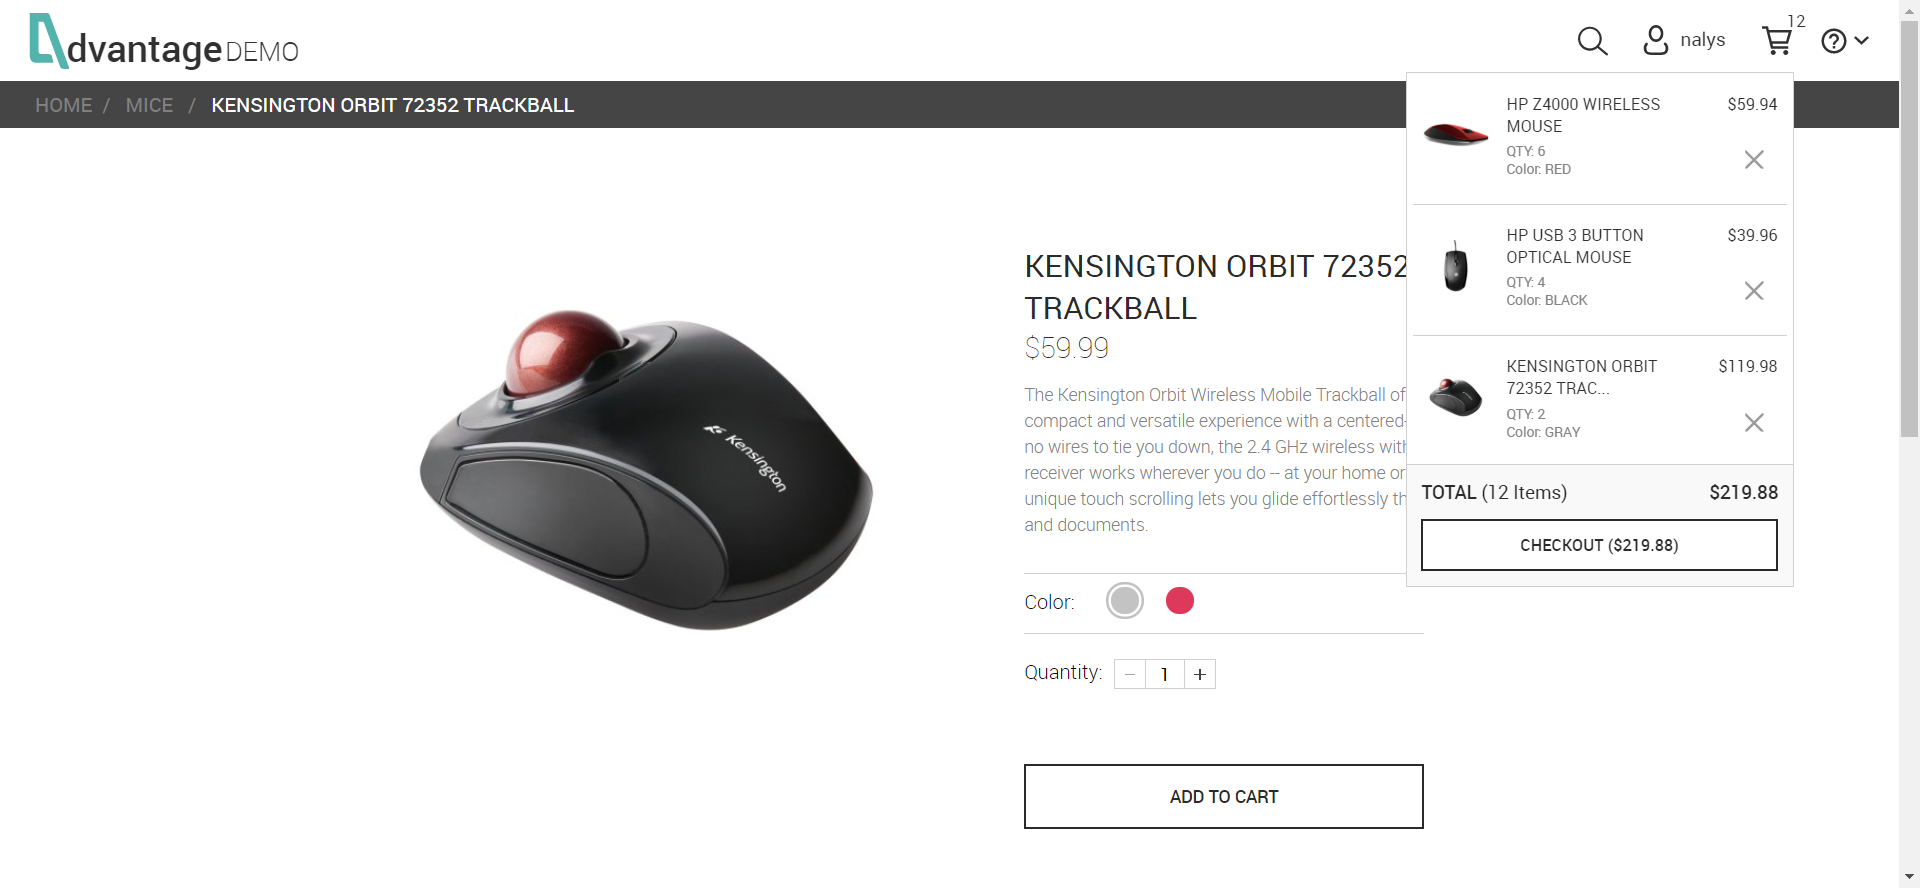 dvantage DEMO
nalys
12
HOME / MICE / KENSINGTON ORBIT 72352 TRACKBALL
HP Z4000 WIRELESS
MOUSE
$59.94
QTY: 6
Color: RED
HP USB 3 BUTTON
OPTICAL MOUSE
$39.96
QTY: 4
Color: BLACK
KENSINGTON ORBIT
72352 TRAC...
$119.98
QTY: 2
Color: GRAY
TOTAL (12 Items) $219.88
CHECKOUT ($219.88)
Kensington
KENSINGTON ORBIT 72352
TRACKBALL
$59.99
The Kensington Orbit Wireless Mobile Trackball of
compact and versatile experience with a centered-
no wires to tie you down, the 2.4 GHz wireless with
receiver works wherever you do -- at your home or
unique touch scrolling lets you glide effortlessly th
and documents.
Color:
Quantity: − 1 +
ADD TO CART